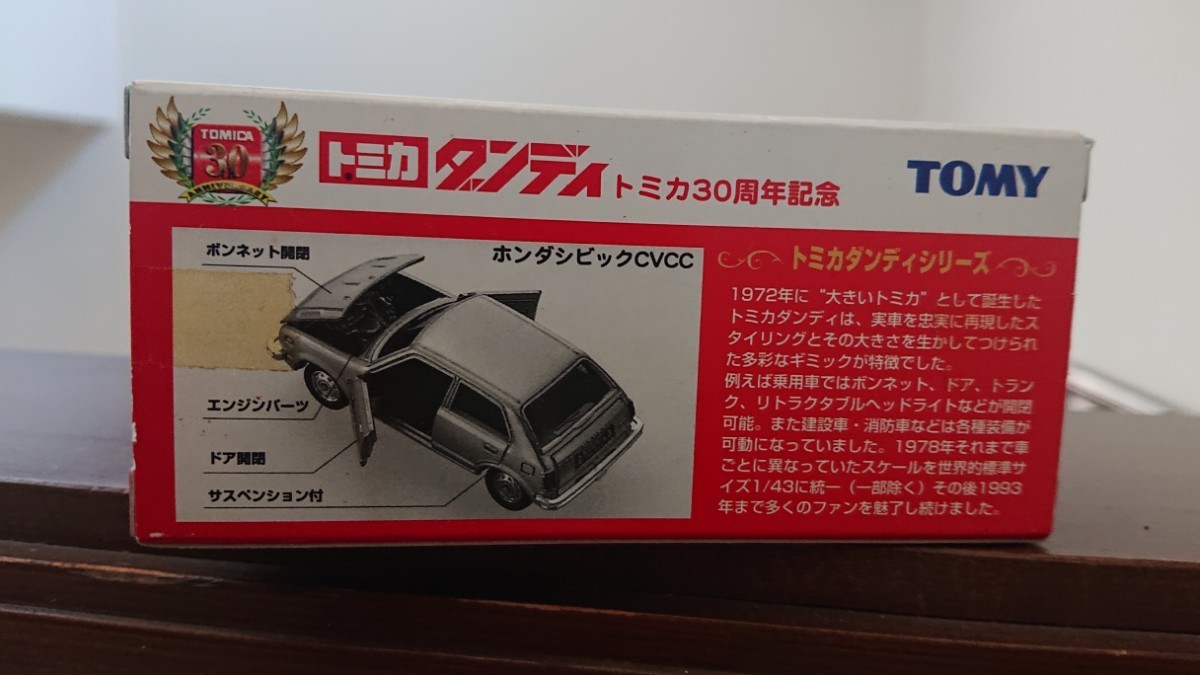 TOMICA
30
トミカ ダンディ トミカ30周年記念
TOMY
ボンネット開閉
ホンダシビックCVCC
エンジンパーツ
ドア開閉
サスペンション付
トミカダンディシリーズ
1972年に“大きいトミカ”として誕生した
トミカダンディは、実車を忠実に再現したス
タイリングとその大きさを生かしてつけられ
た多彩なギミックが特徴でした。
例えば乗用車ではボンネット、ドア、トラン
ク、リトラクタブルヘッドライトなどが開閉
可能。また建設車・消防車などは各種装備が
可動になっていました。1978年それまで車
ごとに異なっていたスケールを世界的標準サ
イズ1/43に統一（一部除く）その後1993
年まで多くのファンを魅了し続けました。